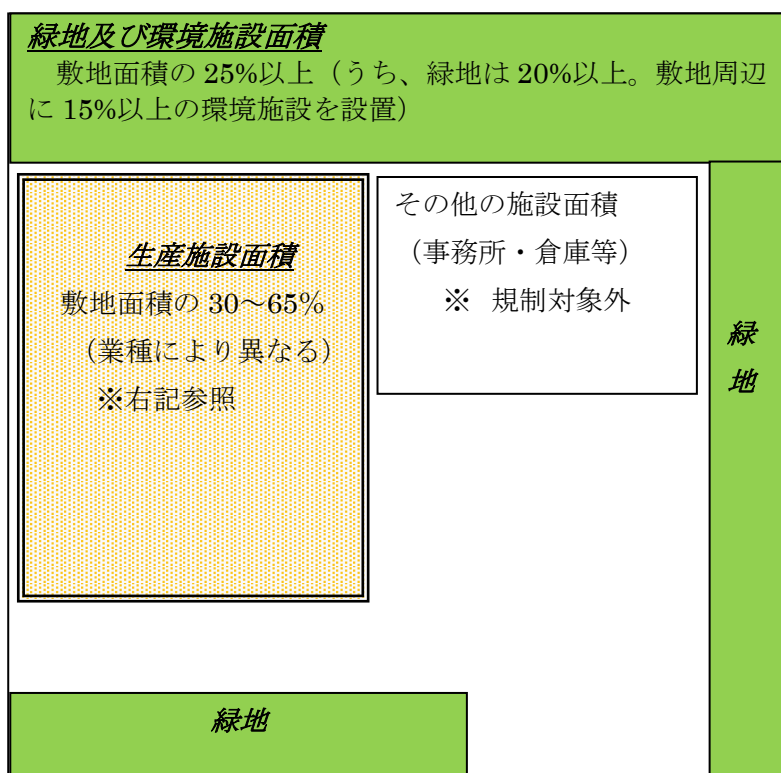 緑地及び環境施設面積
敷地面積の 25%以上（うち、緑地は 20%以上。敷地周辺
に 15%以上の環境施設を設置）
生産施設面積
敷地面積の 30～65％
（業種により異なる）
※右記参照
その他の施設面積
（事務所・倉庫等）
※ 規制対象外
緑
地
緑地